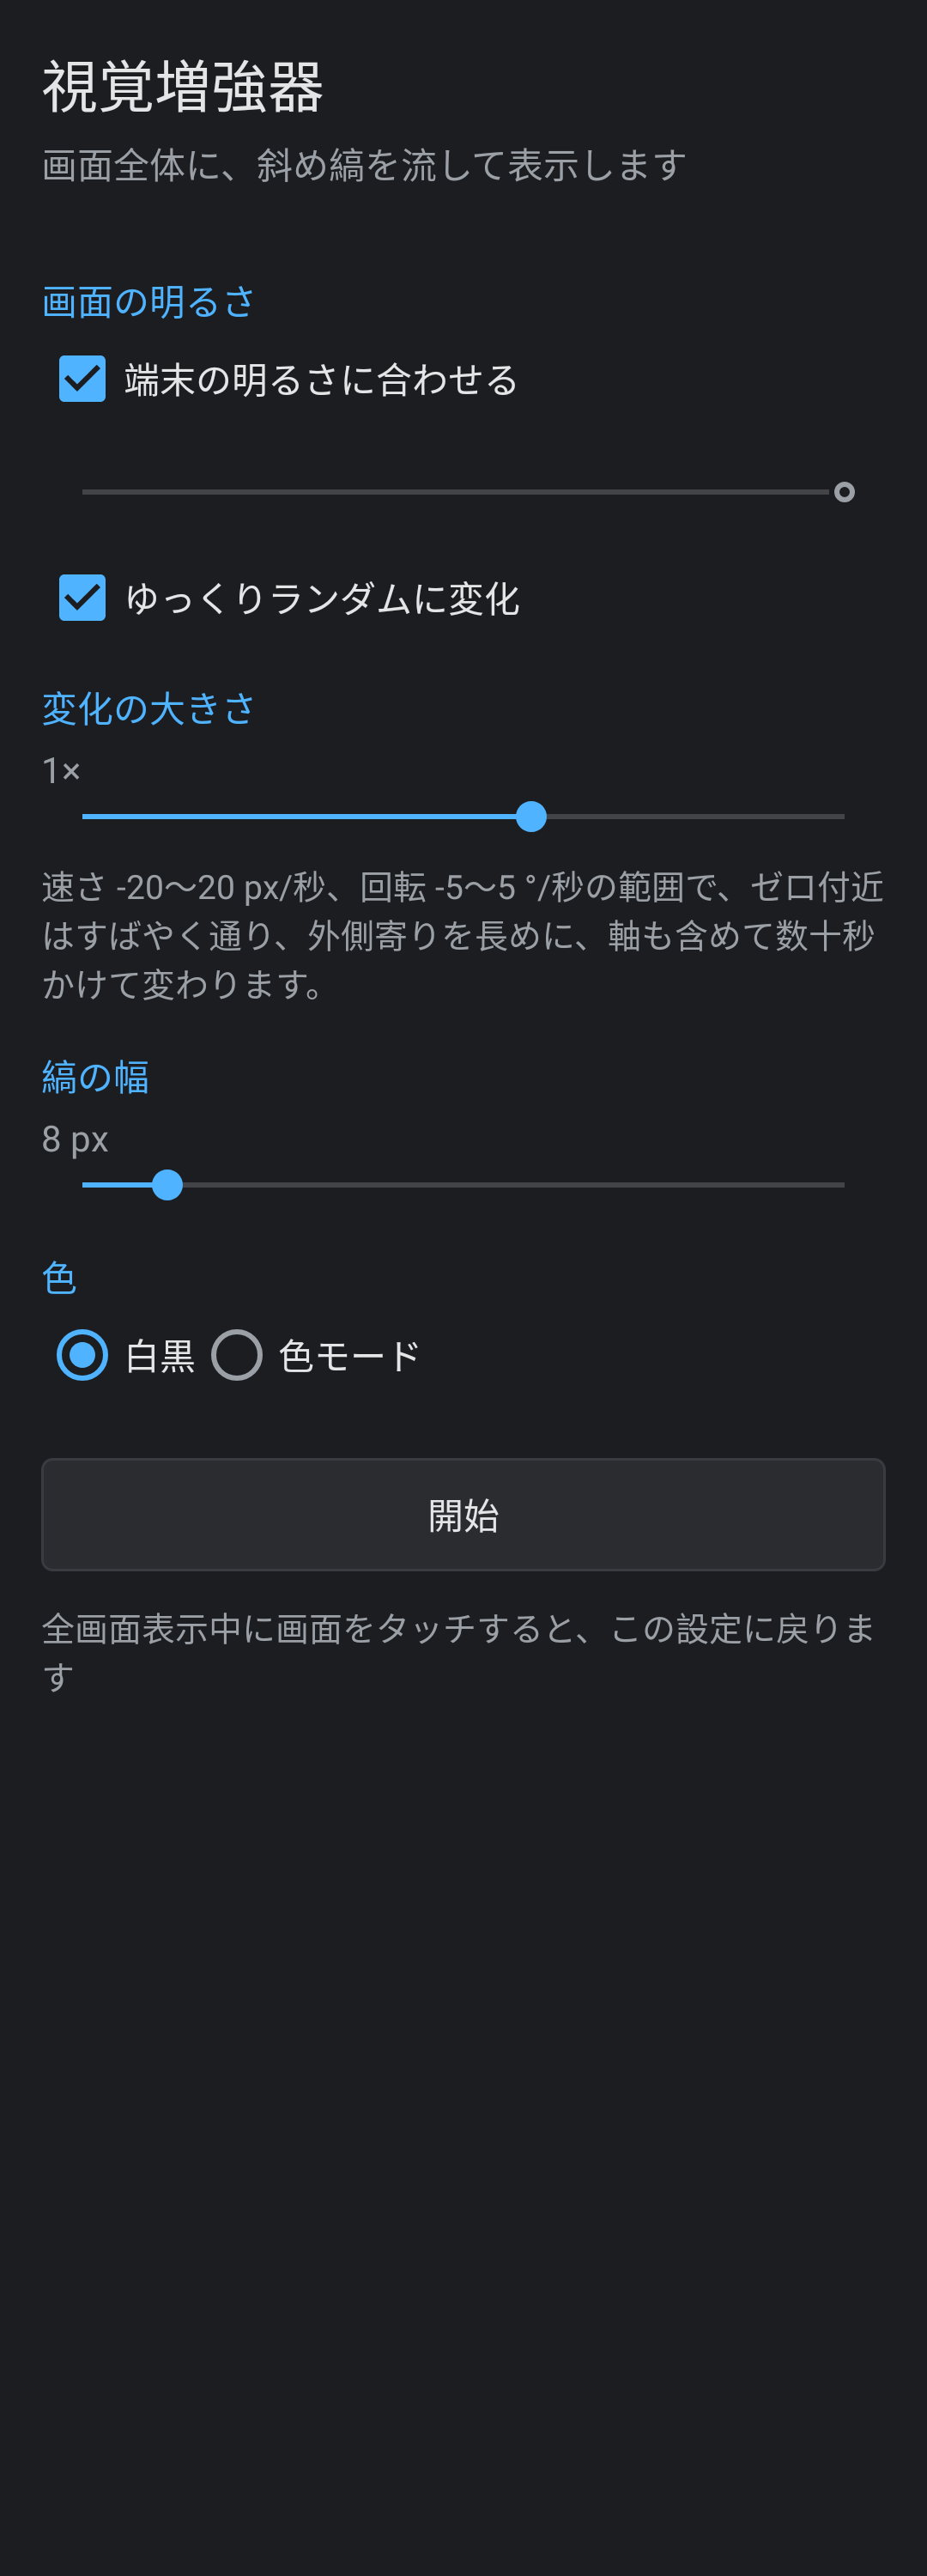 視覚増強器
画面全体に、斜め縞を流して表示します
画面の明るさ
端末の明るさに合わせる
ゆっくりランダムに変化
変化の大きさ
1×
速さ -20〜20 px/秒、回転 -5〜5 °/秒の範囲で、ゼロ付近
はすばやく通り、外側寄りを長めに、軸も含めて数十秒
かけて変わります。
縞の幅
8 px
色
白黒 色モード
開始
全画面表示中に画面をタッチすると、この設定に戻りま
す